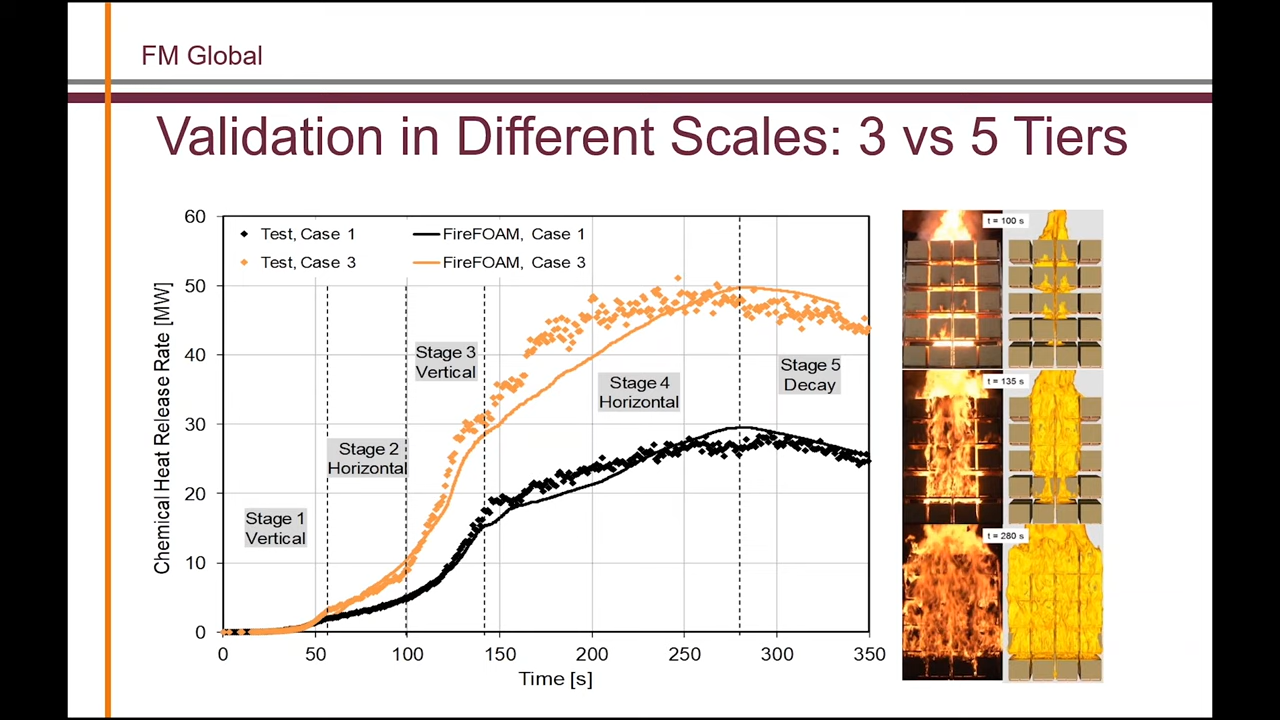 FM Global
Validation in Different Scales: 3 vs 5 Tiers
Chemical Heat Release Rate [MW]
60
50
40
30
20
10
0
Test, Case 1
FireFOAM, Case 1
Test, Case 3
FireFOAM, Case 3
Stage 1
Vertical
Stage 2
Horizontal
Stage 3
Vertical
Stage 4
Horizontal
Stage 5
Decay
0
50
100
150
200
250
300
350
Time [s]
t = 100 s
t = 135 s
t = 280 s